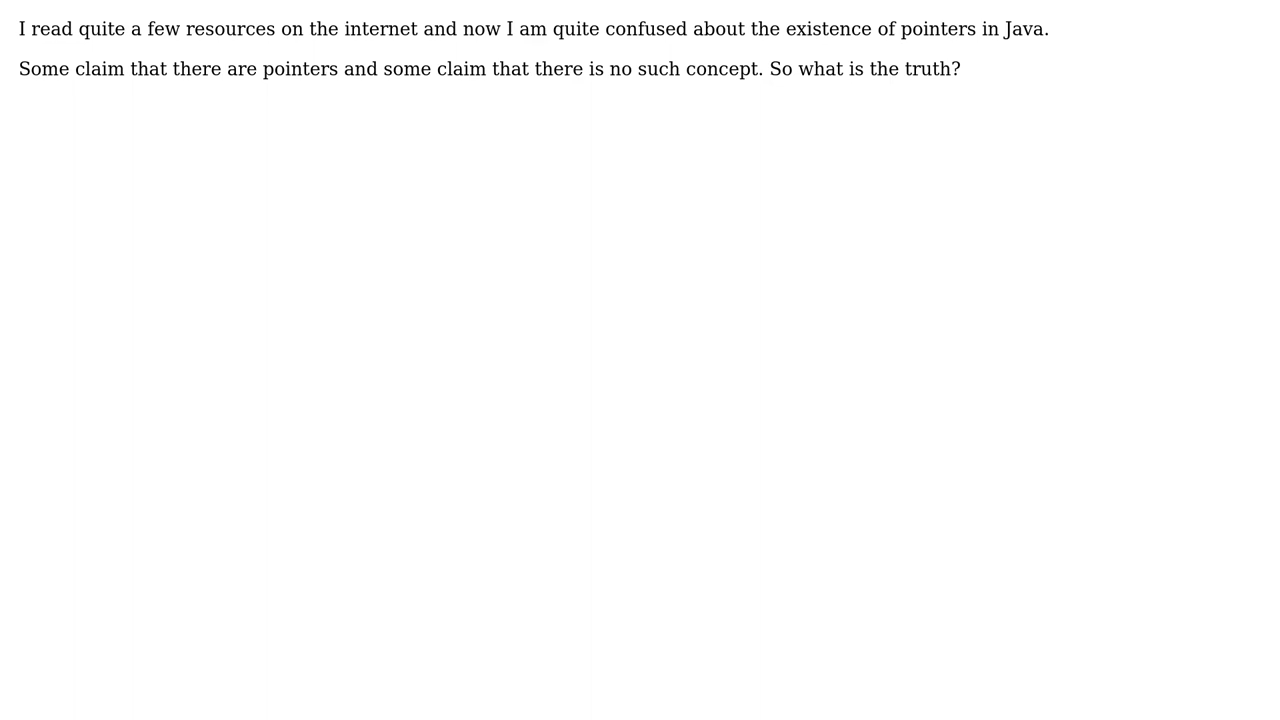 I read quite a few resources on the internet and now I am quite confused about the existence of pointers in Java.
Some claim that there are pointers and some claim that there is no such concept. So what is the truth?